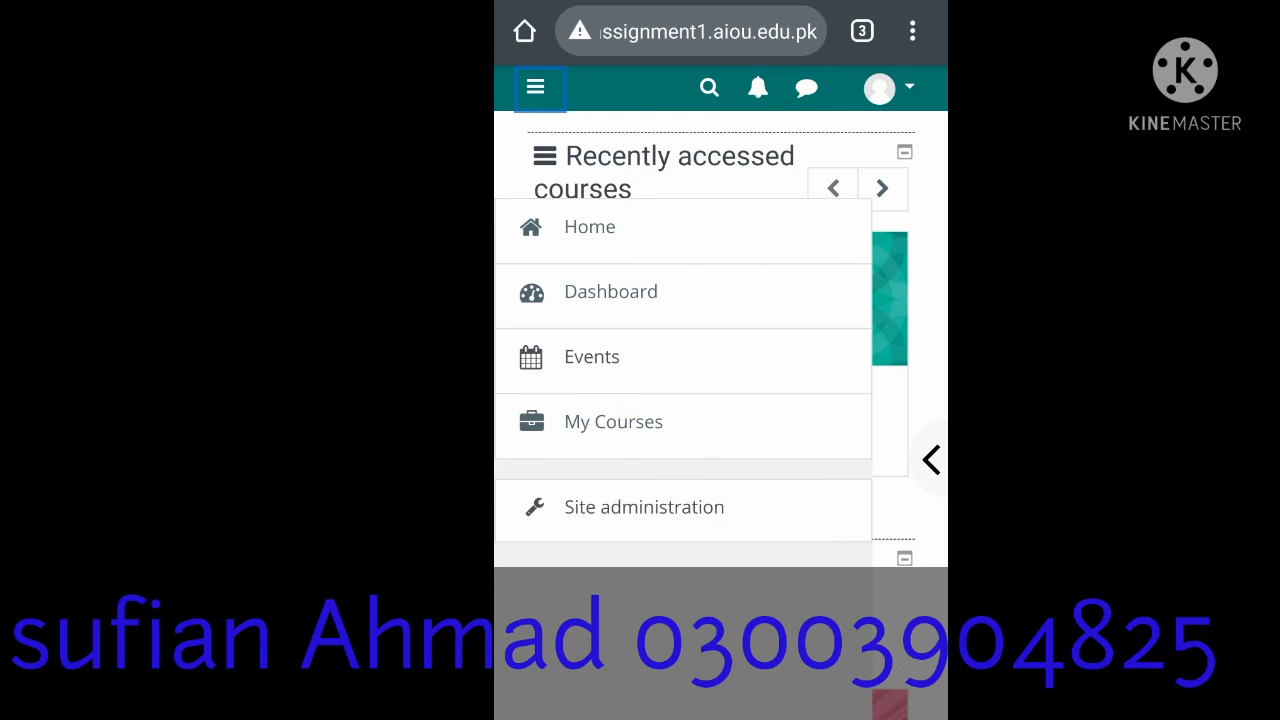 ssignment1.aiou.edu.pk
3
KINEMASTER
Recently accessed
courses
Home
Dashboard
Events
My Courses
Site administration
sufian Ahmad 03003904825